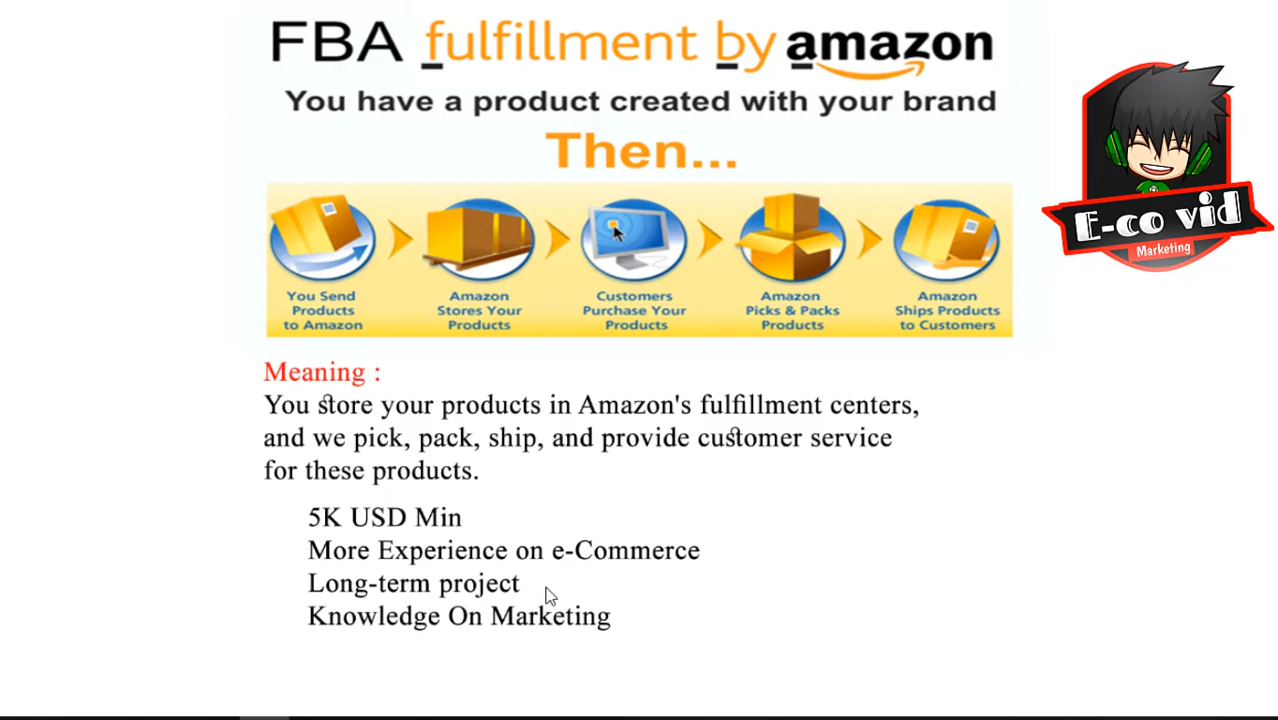 FBA fulfillment by amazon
You have a product created with your brand
Then...
You Send
Products
to Amazon
Amazon
Stores Your
Products
Customers
Purchase Your
Products
Amazon
Picks & Packs
Products
Amazon
Ships Products
to Customers
E-co vid
Marketing
Meaning :
You store your products in Amazon's fulfillment centers,
and we pick, pack, ship, and provide customer service
for these products.
5K USD Min
More Experience on e-Commerce
Long-term project
Knowledge On Marketing